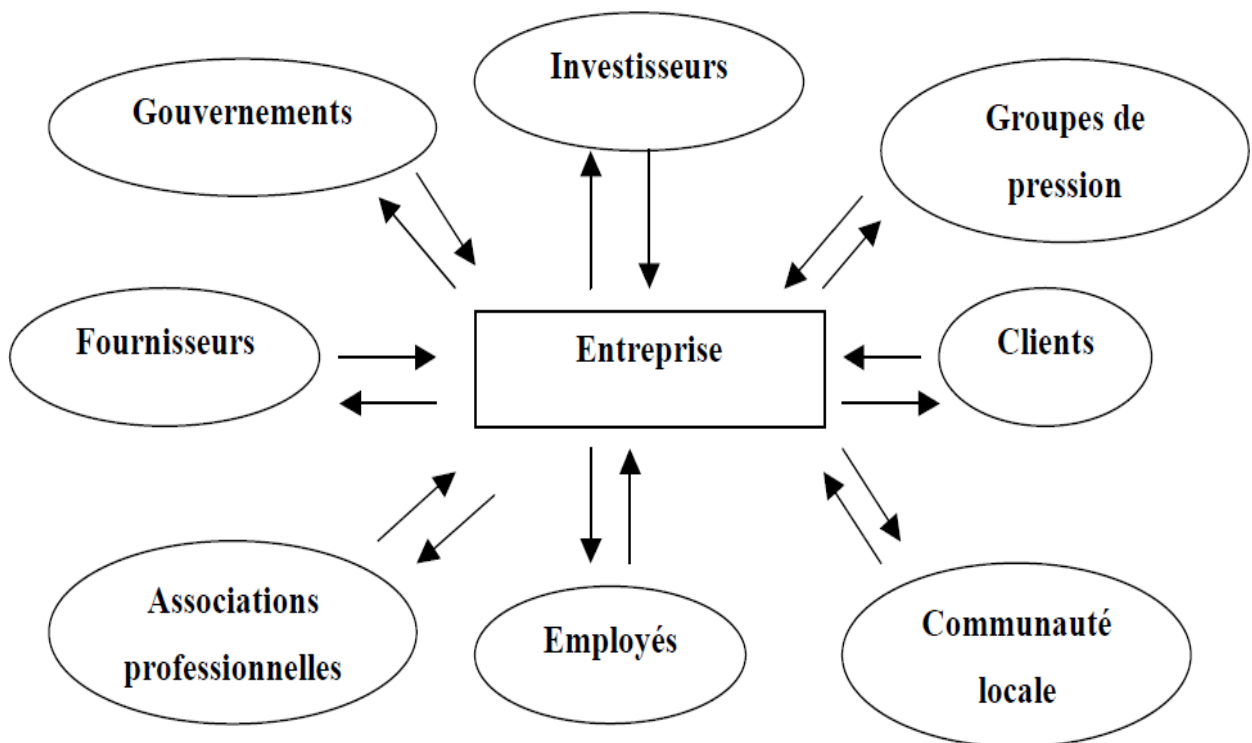 Investisseurs
Gouvernements
Groupes de
pression
Fournisseurs
Entreprise
Clients
Associations
professionnelles
Employés
Communauté
locale